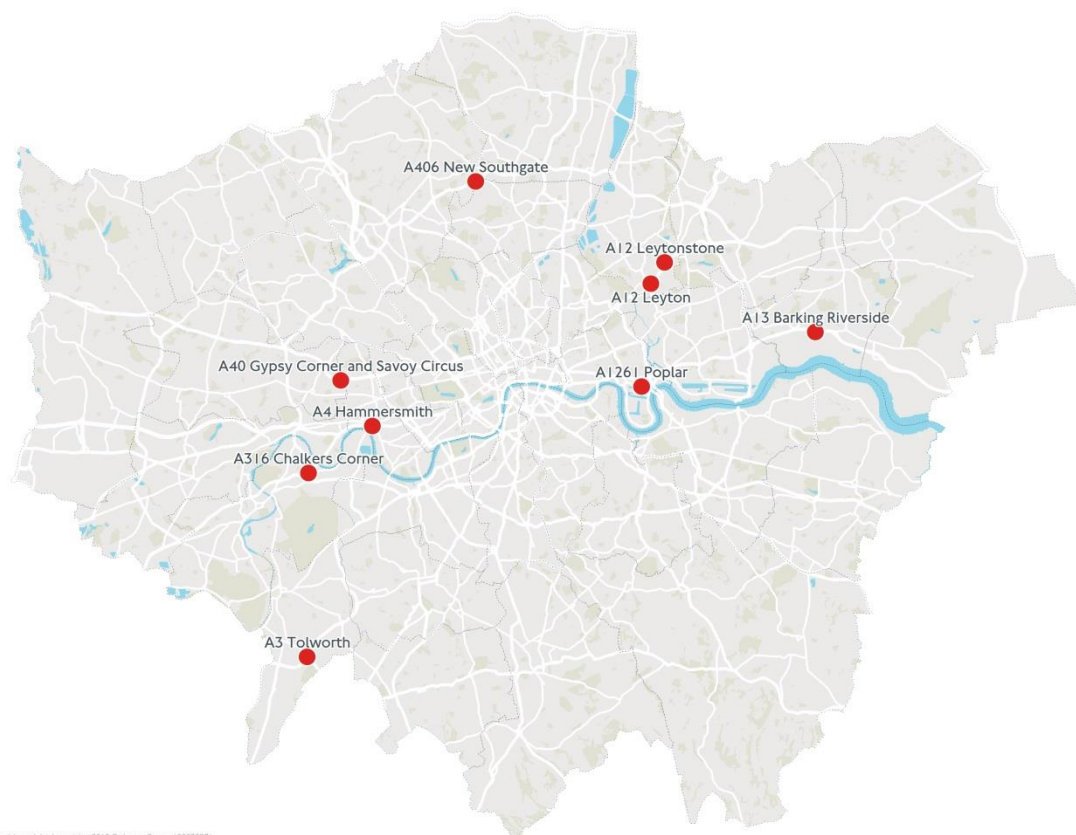 A406 New Southgate
A12 Leytonstone
A12 Leyton
A13 Barking Riverside
A40 Gypsy Corner and Savoy Circus
A1261 Poplar
A4 Hammersmith
A316 Chalkers Corner
A3 Tolworth